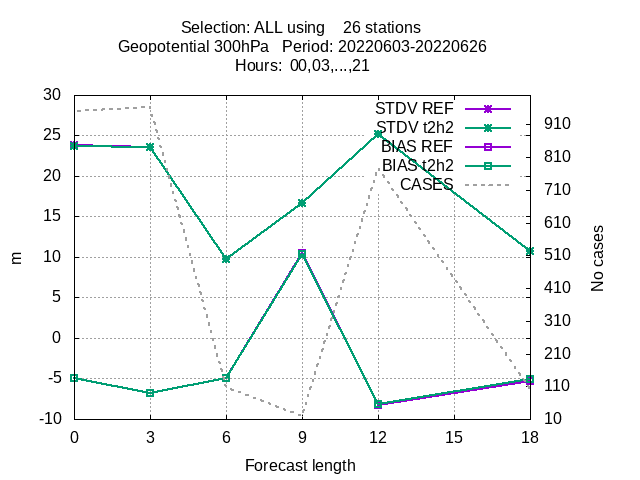 Selection: ALL using    26 stations
Geopotential 300hPa   Period: 20220603-20220626
Hours:  00,03,...,21
STDV REF
STDV t2h2
BIAS REF
BIAS t2h2
CASES
30
25
20
15
10
5
0
-5
-10
m
910
810
710
610
510
410
310
210
110
10
No cases
0 3 6 9 12 15 18
Forecast length